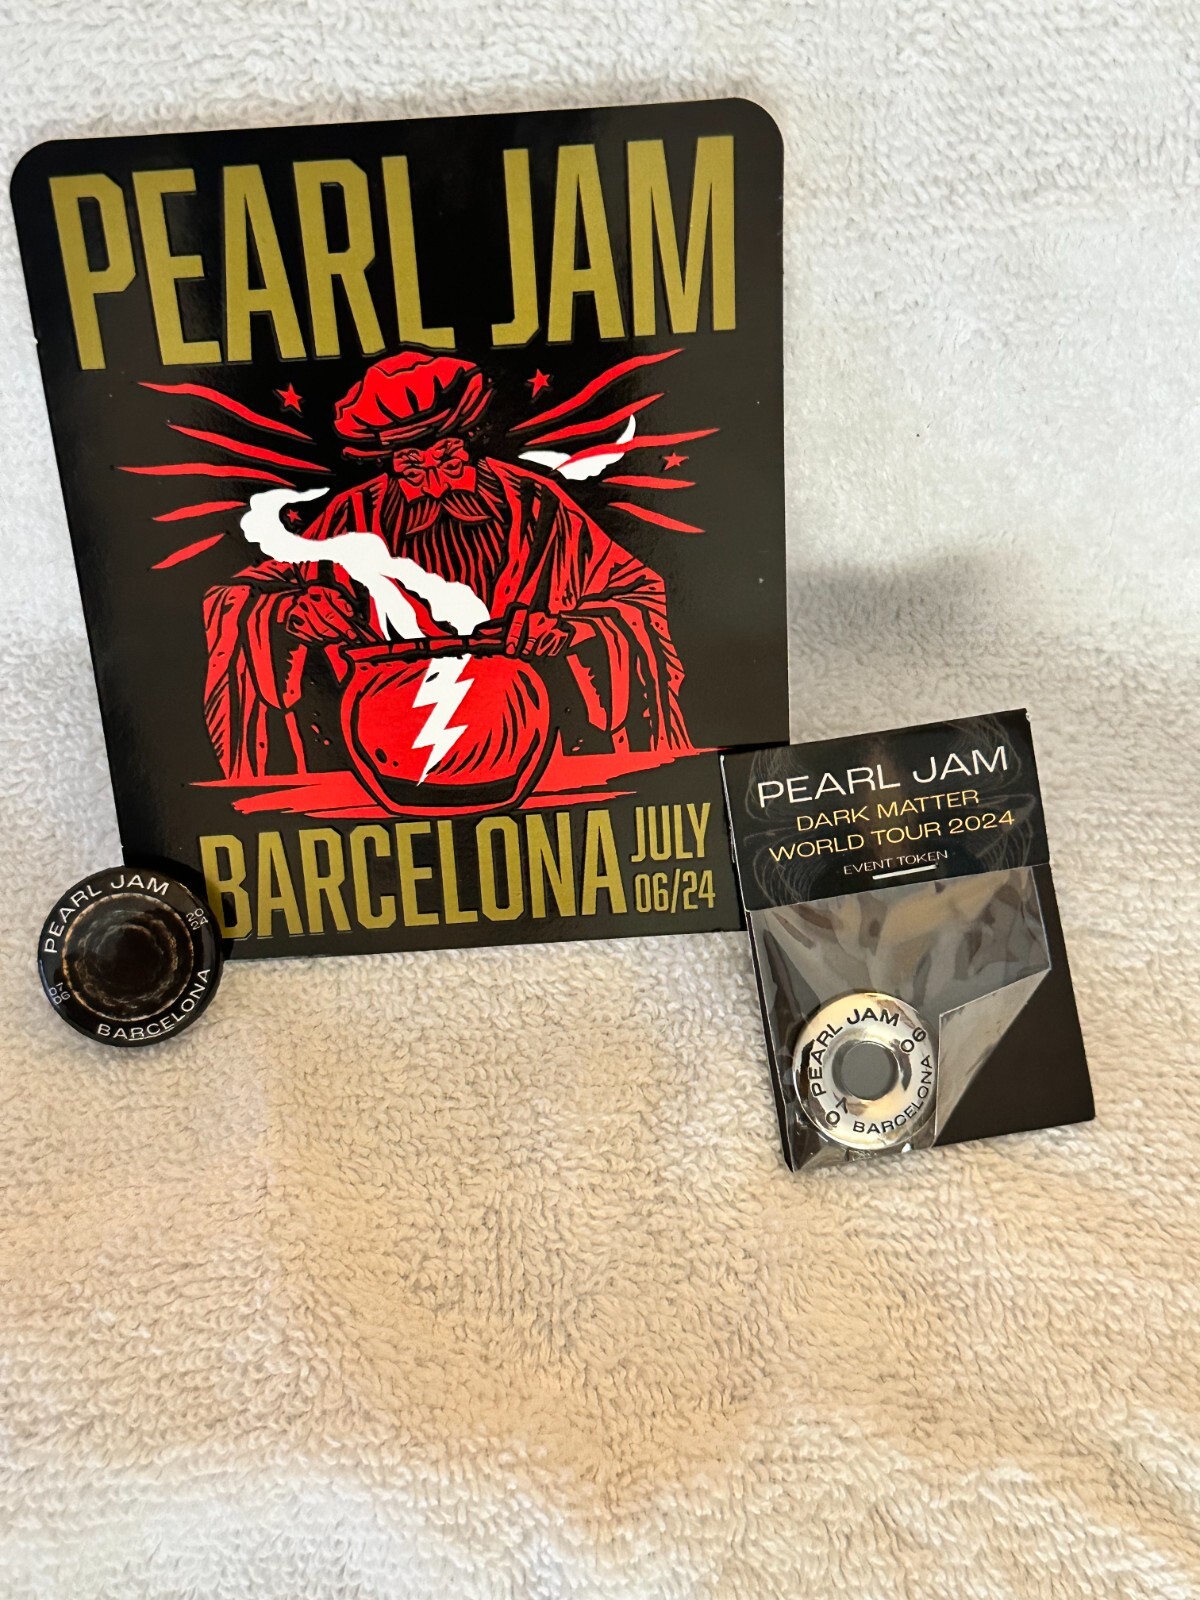 PEARL JAM
BARCELONA
JULY
06/24
PEARL JAM
2024
07
06
BARCELONA
PEARL JAM
DARK MATTER
WORLD TOUR 2024
EVENT TOKEN
PEARL JAM 06
07 BARCELONA